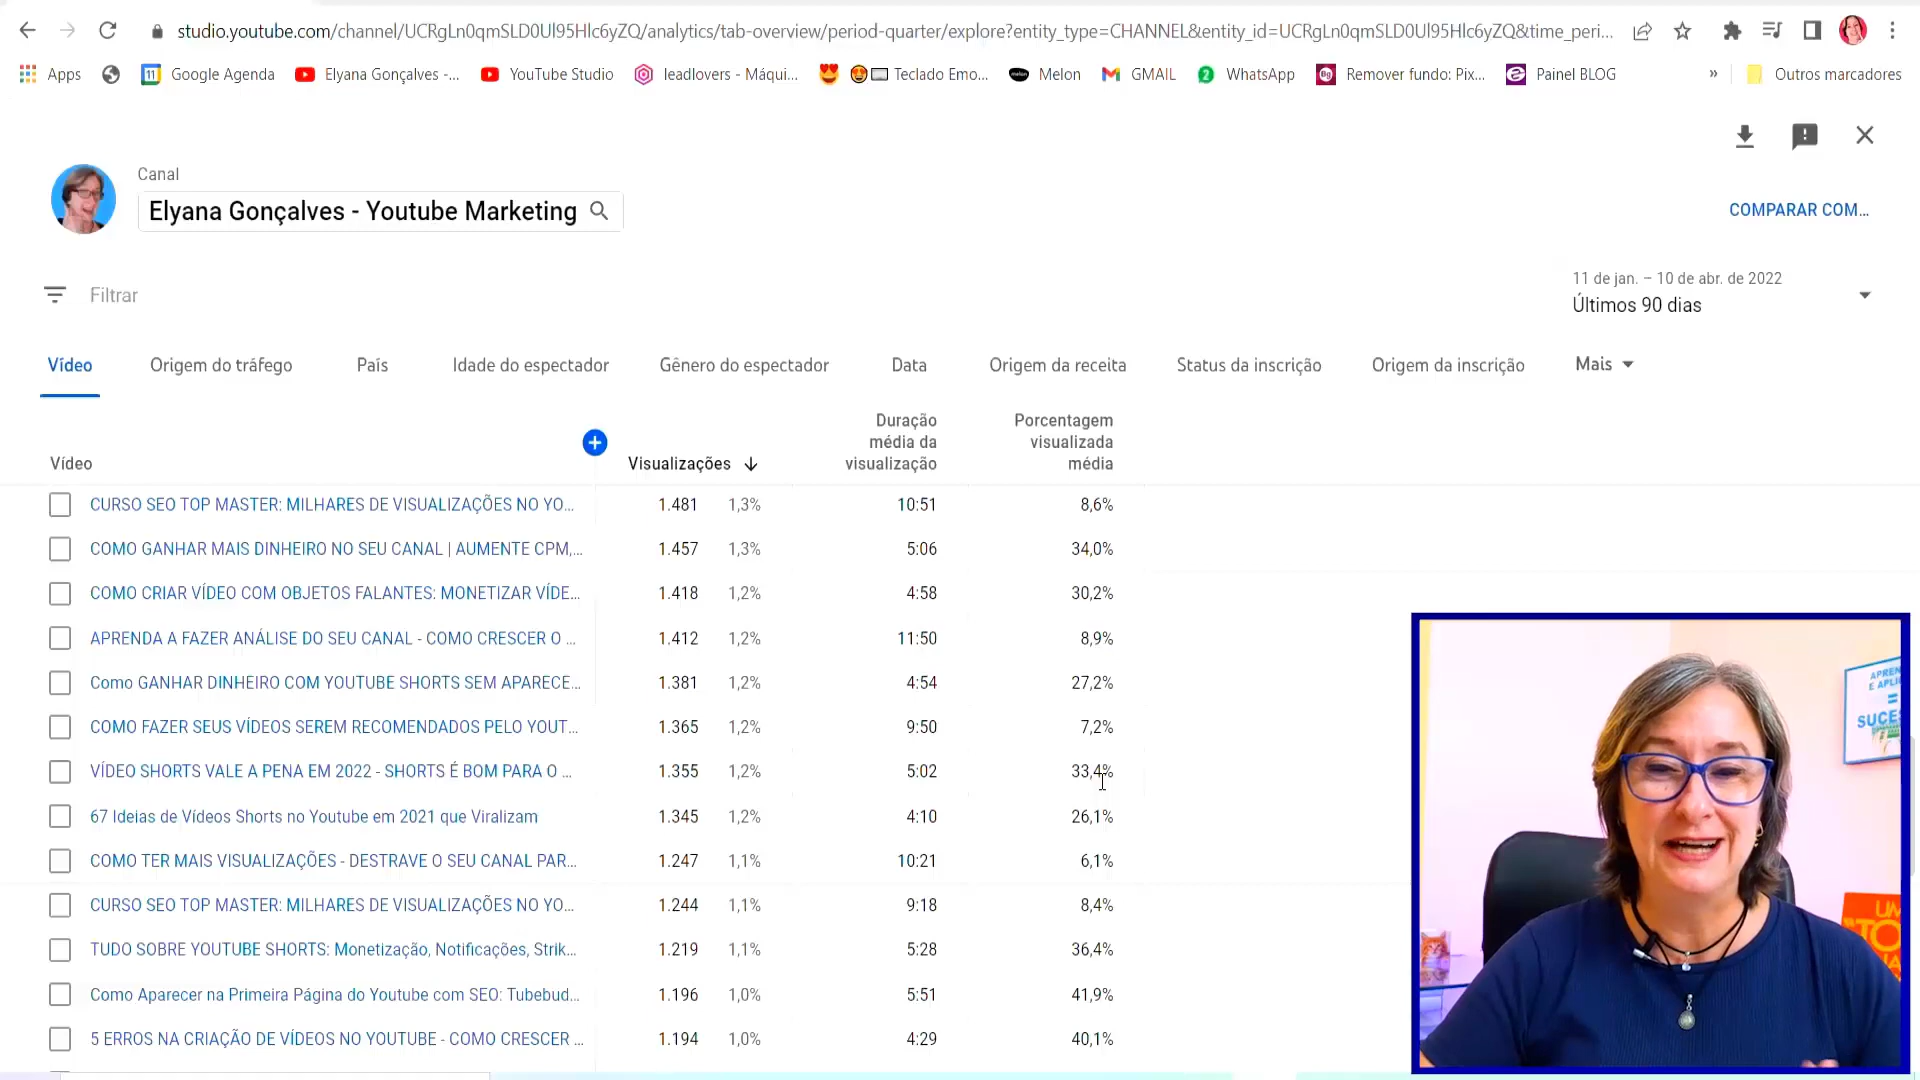 studio.youtube.com/channel/UCRgLn0qmSLD0Ul95Hlc6yZQ/analytics/tab-overview/period-quarter/explore?entity_type=CHANNEL&entity_id=UCRgLn0qmSLD0Ul95Hlc6yZQ&time_peri...
Apps
11 Google Agenda
Elyana Gonçalves -...
YouTube Studio
leadlovers - Máqui...
Teclado Emo...
Melon
GMAIL
2 WhatsApp
Bg Remover fundo: Pix...
Painel BLOG
»
Outros marcadores
Canal
Elyana Gonçalves - Youtube Marketing
COMPARAR COM...
Filtrar
11 de jan. – 10 de abr. de 2022
Últimos 90 dias
Vídeo Origem do tráfego País Idade do espectador Gênero do espectador Data Origem da receita Status da inscrição Origem da inscrição Mais
Vídeo
Visualizações
Duração
média da
visualização
Porcentagem
visualizada
média
CURSO SEO TOP MASTER: MILHARES DE VISUALIZAÇÕES NO YO... 1.481 1,3% 10:51 8,6%
COMO GANHAR MAIS DINHEIRO NO SEU CANAL | AUMENTE CPM,... 1.457 1,3% 5:06 34,0%
COMO CRIAR VÍDEO COM OBJETOS FALANTES: MONETIZAR VÍDE... 1.418 1,2% 4:58 30,2%
APRENDA A FAZER ANÁLISE DO SEU CANAL - COMO CRESCER O ... 1.412 1,2% 11:50 8,9%
Como GANHAR DINHEIRO COM YOUTUBE SHORTS SEM APARECE... 1.381 1,2% 4:54 27,2%
COMO FAZER SEUS VÍDEOS SEREM RECOMENDADOS PELO YOUT... 1.365 1,2% 9:50 7,2%
VÍDEO SHORTS VALE A PENA EM 2022 - SHORTS É BOM PARA O ... 1.355 1,2% 5:02 33,4%
67 Ideias de Vídeos Shorts no Youtube em 2021 que Viralizam 1.345 1,2% 4:10 26,1%
COMO TER MAIS VISUALIZAÇÕES - DESTRAVE O SEU CANAL PAR... 1.247 1,1% 10:21 6,1%
CURSO SEO TOP MASTER: MILHARES DE VISUALIZAÇÕES NO YO... 1.244 1,1% 9:18 8,4%
TUDO SOBRE YOUTUBE SHORTS: Monetização, Notificações, Strik... 1.219 1,1% 5:28 36,4%
Como Aparecer na Primeira Página do Youtube com SEO: Tubebud... 1.196 1,0% 5:51 41,9%
5 ERROS NA CRIAÇÃO DE VÍDEOS NO YOUTUBE - COMO CRESCER ... 1.194 1,0% 4:29 40,1%
APREN
E APLI
=
SUCE
UM
TO